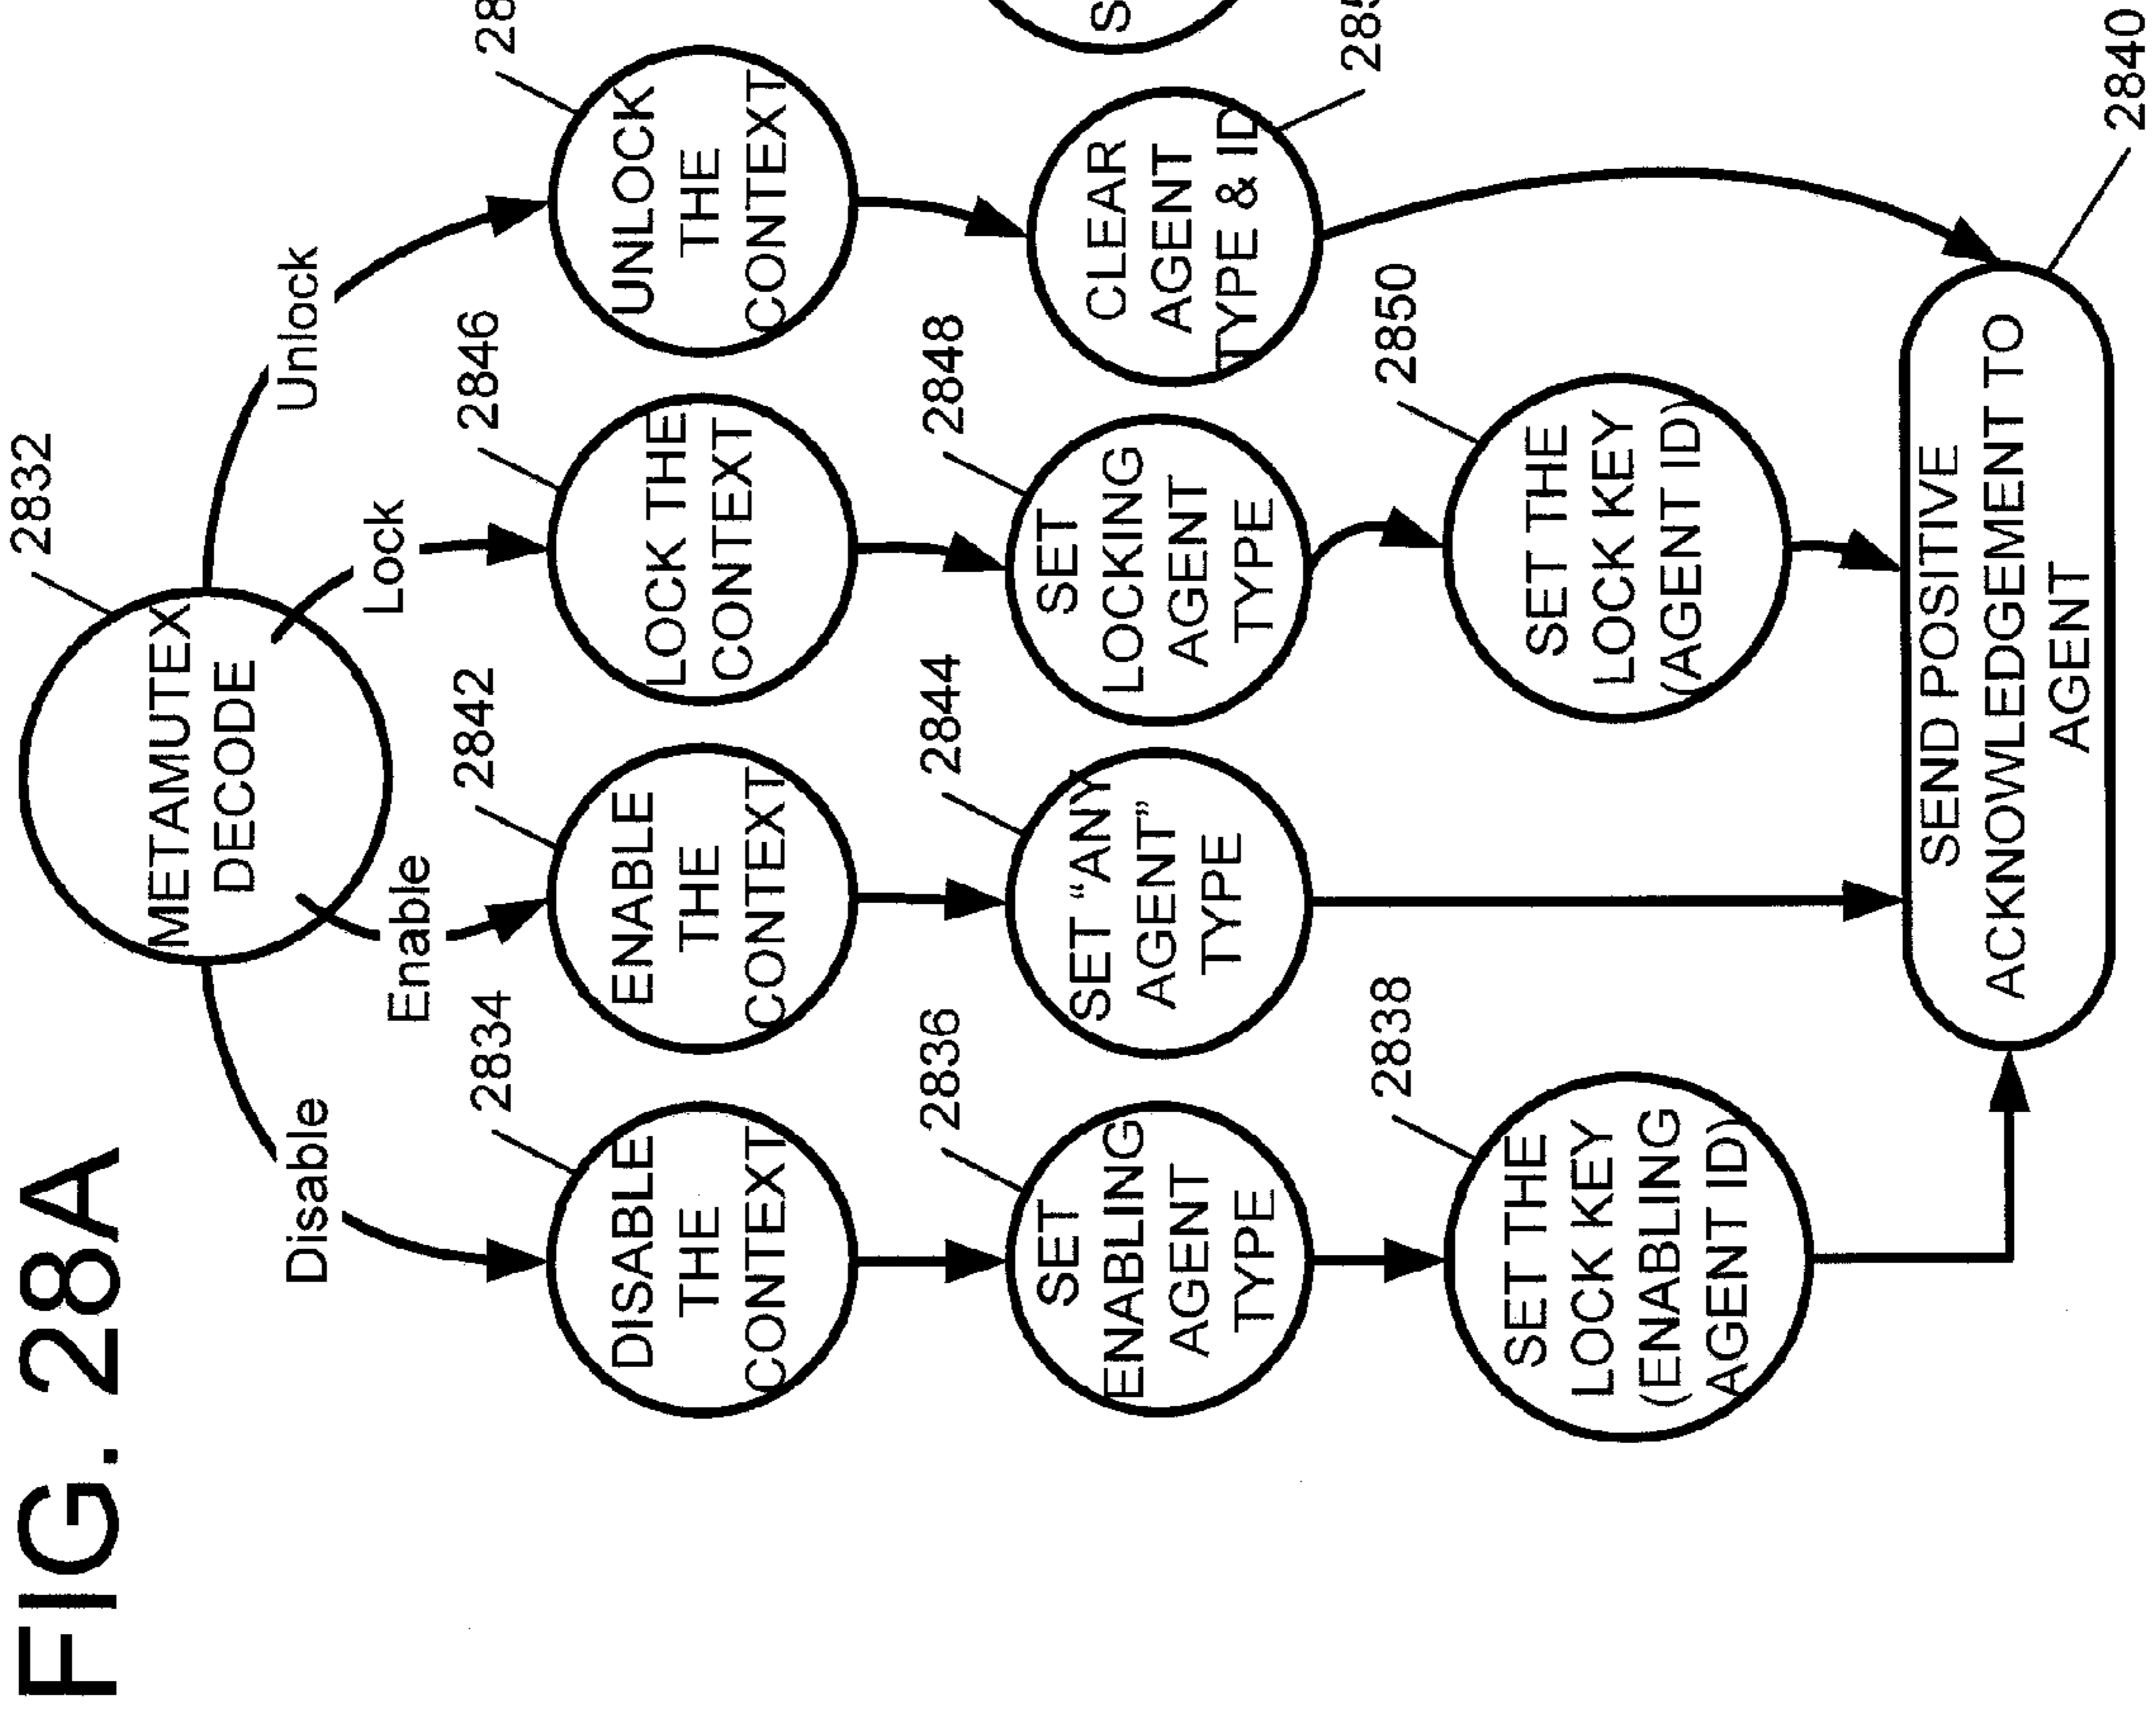 FIG. 28A
2832
METAMUTEX
DECODE
Disable
Enable
Lock
Unlock
2834
DISABLE
THE
CONTEXT
2842
ENABLE
THE
CONTEXT
2846
LOCK THE
CONTEXT
UNLOCK
THE
CONTEXT
2836
SET
ENABLING
AGENT
TYPE
2844
SET “ANY
AGENT”
TYPE
2848
SET
LOCKING
AGENT
TYPE
CLEAR
AGENT
TYPE & ID
2838
SET THE
LOCK KEY
(ENABLING
AGENT ID)
2850
SET THE
LOCK KEY
(AGENT ID)
SEND POSITIVE
ACKNOWLEDGEMENT TO
AGENT
2840